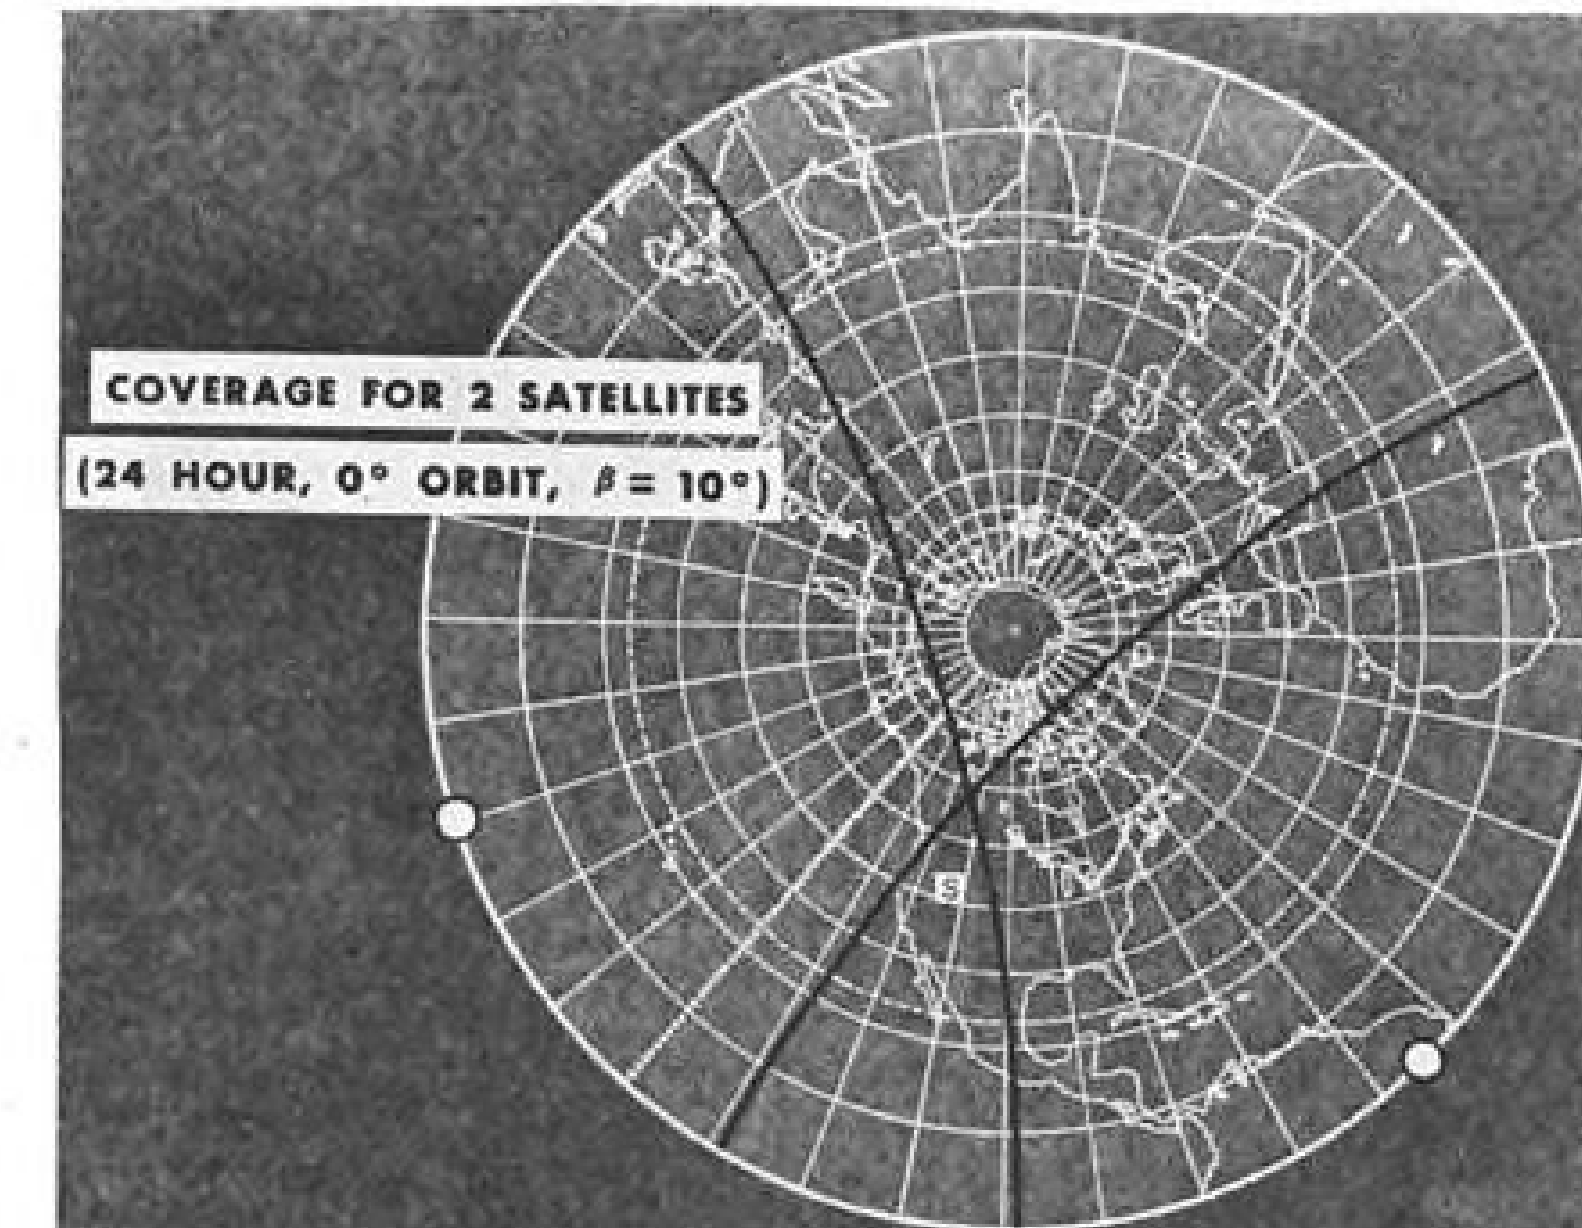 COVERAGE FOR 2 SATELLITES
(24 HOUR, 0° ORBIT, β = 10°)
S